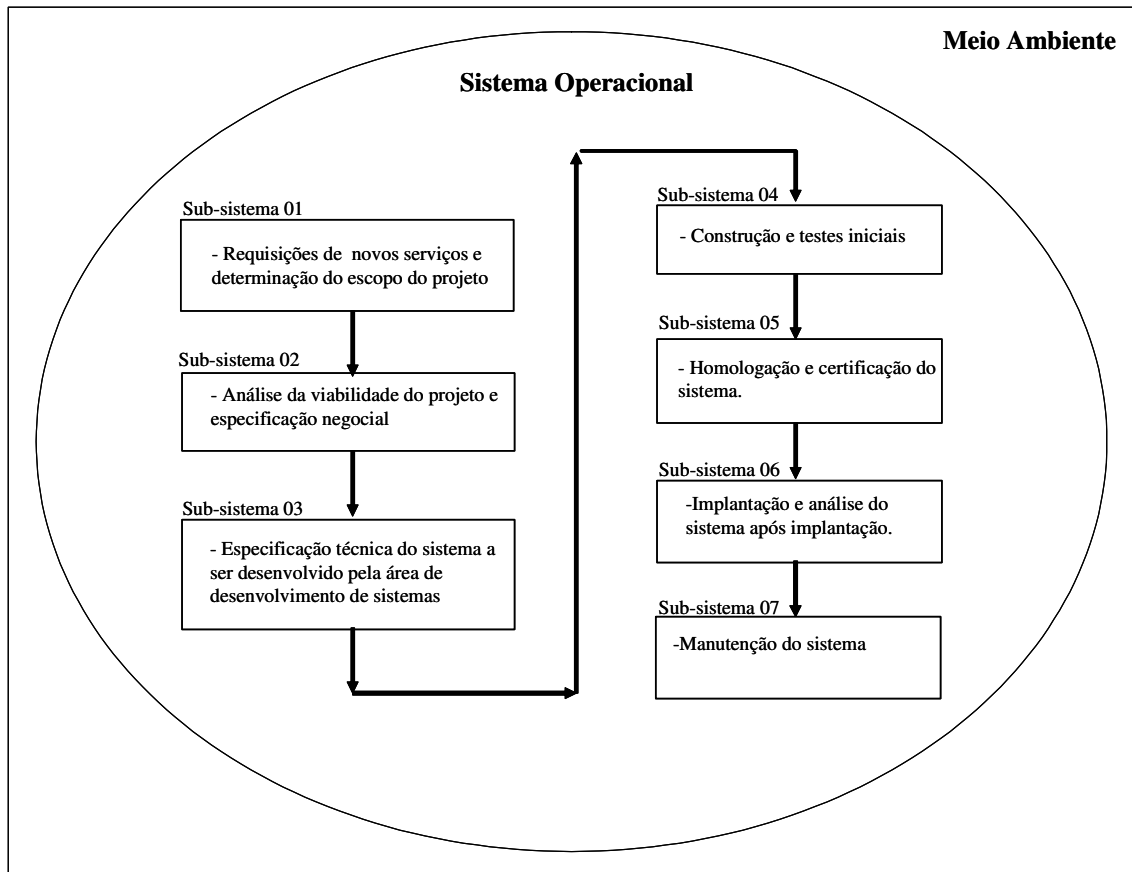 Meio Ambiente
Sistema Operacional
Sub-sistema 01
- Requisições de novos serviços e
determinação do escopo do projeto
Sub-sistema 02
- Análise da viabilidade do projeto e
especificação negocial
Sub-sistema 03
- Especificação técnica do sistema a
ser desenvolvido pela área de
desenvolvimento de sistemas
Sub-sistema 04
- Construção e testes iniciais
Sub-sistema 05
- Homologação e certificação do
sistema.
Sub-sistema 06
-Implantação e análise do
sistema após implantação.
Sub-sistema 07
-Manutenção do sistema